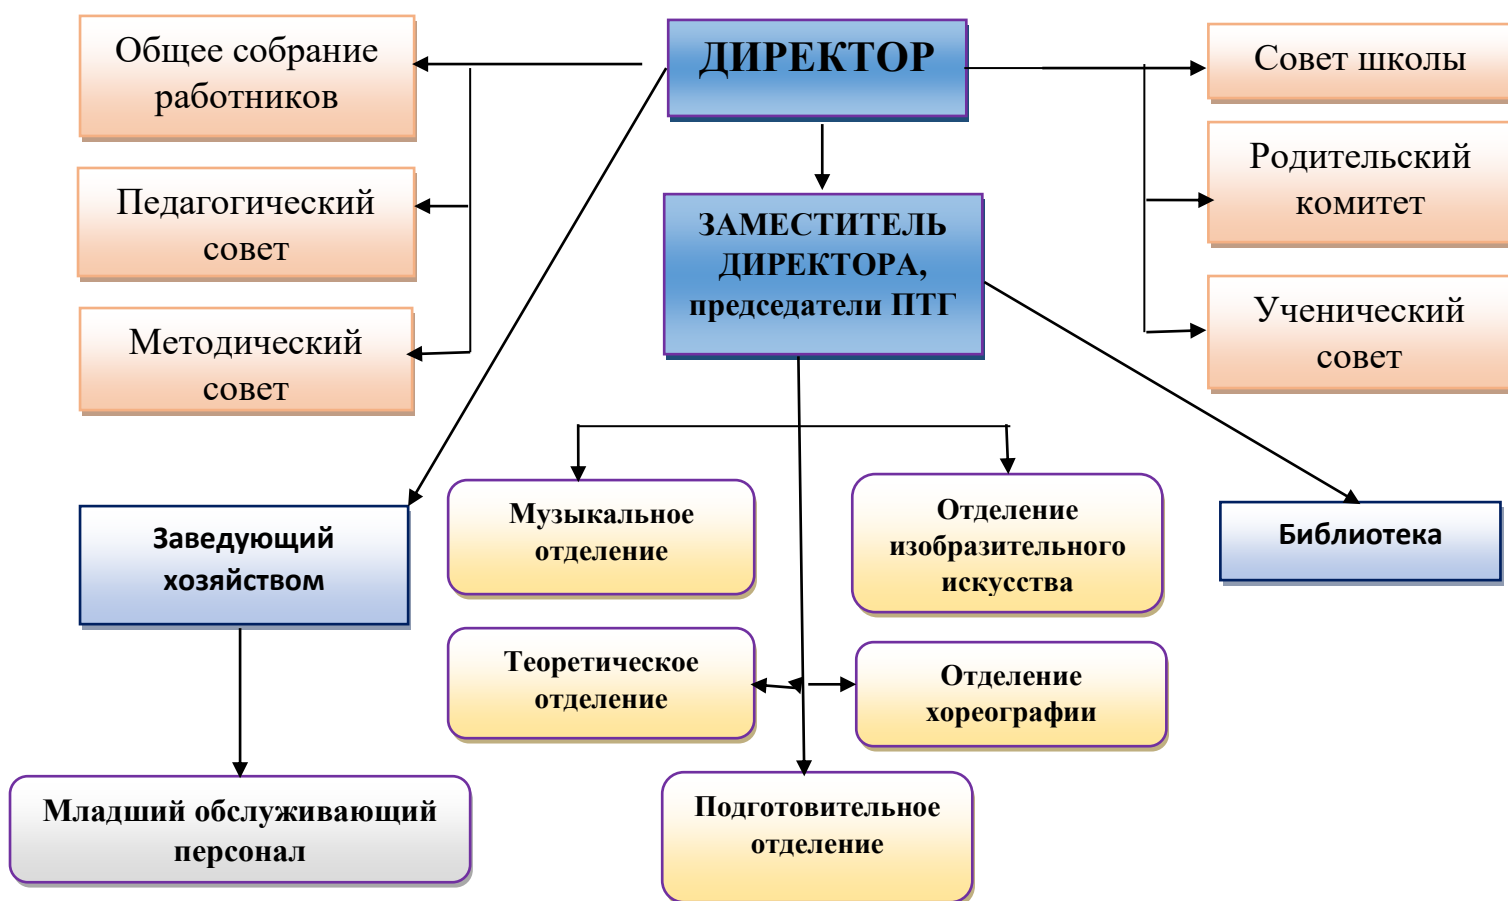 Общее собрание
работников
ДИРЕКТОР
Совет школы
Педагогический
совет
ЗАМЕСТИТЕЛЬ
ДИРЕКТОРА,
председатели ПТГ
Родительский
комитет
Методический
совет
Ученический
совет
Заведующий
хозяйством
Музыкальное
отделение
Отделение
изобразительного
искусства
Библиотека
Теоретическое
отделение
Отделение
хореографии
Младший обслуживающий
персонал
Подготовительное
отделение